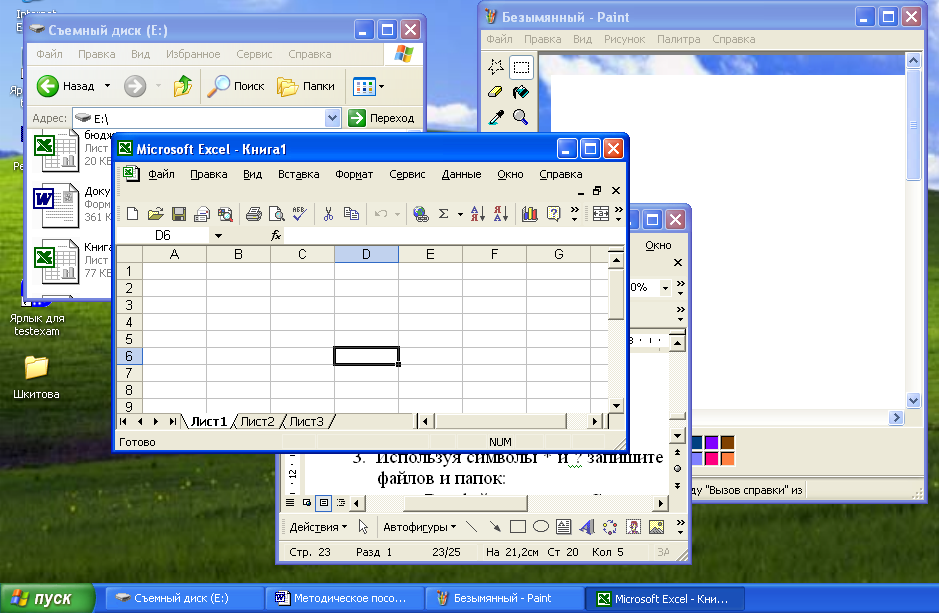 Internet
Съемный диск (E:)
Файл Правка Вид Избранное Сервис Справка
Назад Поиск Папки
Адрес: E:\ Переход
бюдж
Лист
20 КБ
Доку
Форм
361 К
Книга
Лист
77 КБ
Безымянный - Paint
Файл Правка Вид Рисунок Палитра Справка
ду "Вызов справки" из
Microsoft Excel - Книга1
Файл Правка Вид Вставка Формат Сервис Данные Окно Справка
D6 fx
A B C D E F G
1
2
3
4
5
6
7
8
9
Лист1 Лист2 Лист3
Готово NUM
Окно
0%
3. Используя символы * и ? запишите
файлов и папок:
Действия Автофигуры
Стр. 23 Разд 1 23/25 На 21,2см Ст 20 Кол 5 ЗА
Ярлык для
testexam
Шкитова
пуск Съемный диск (E:) Методическое посо... Безымянный - Paint Microsoft Excel - Кни...